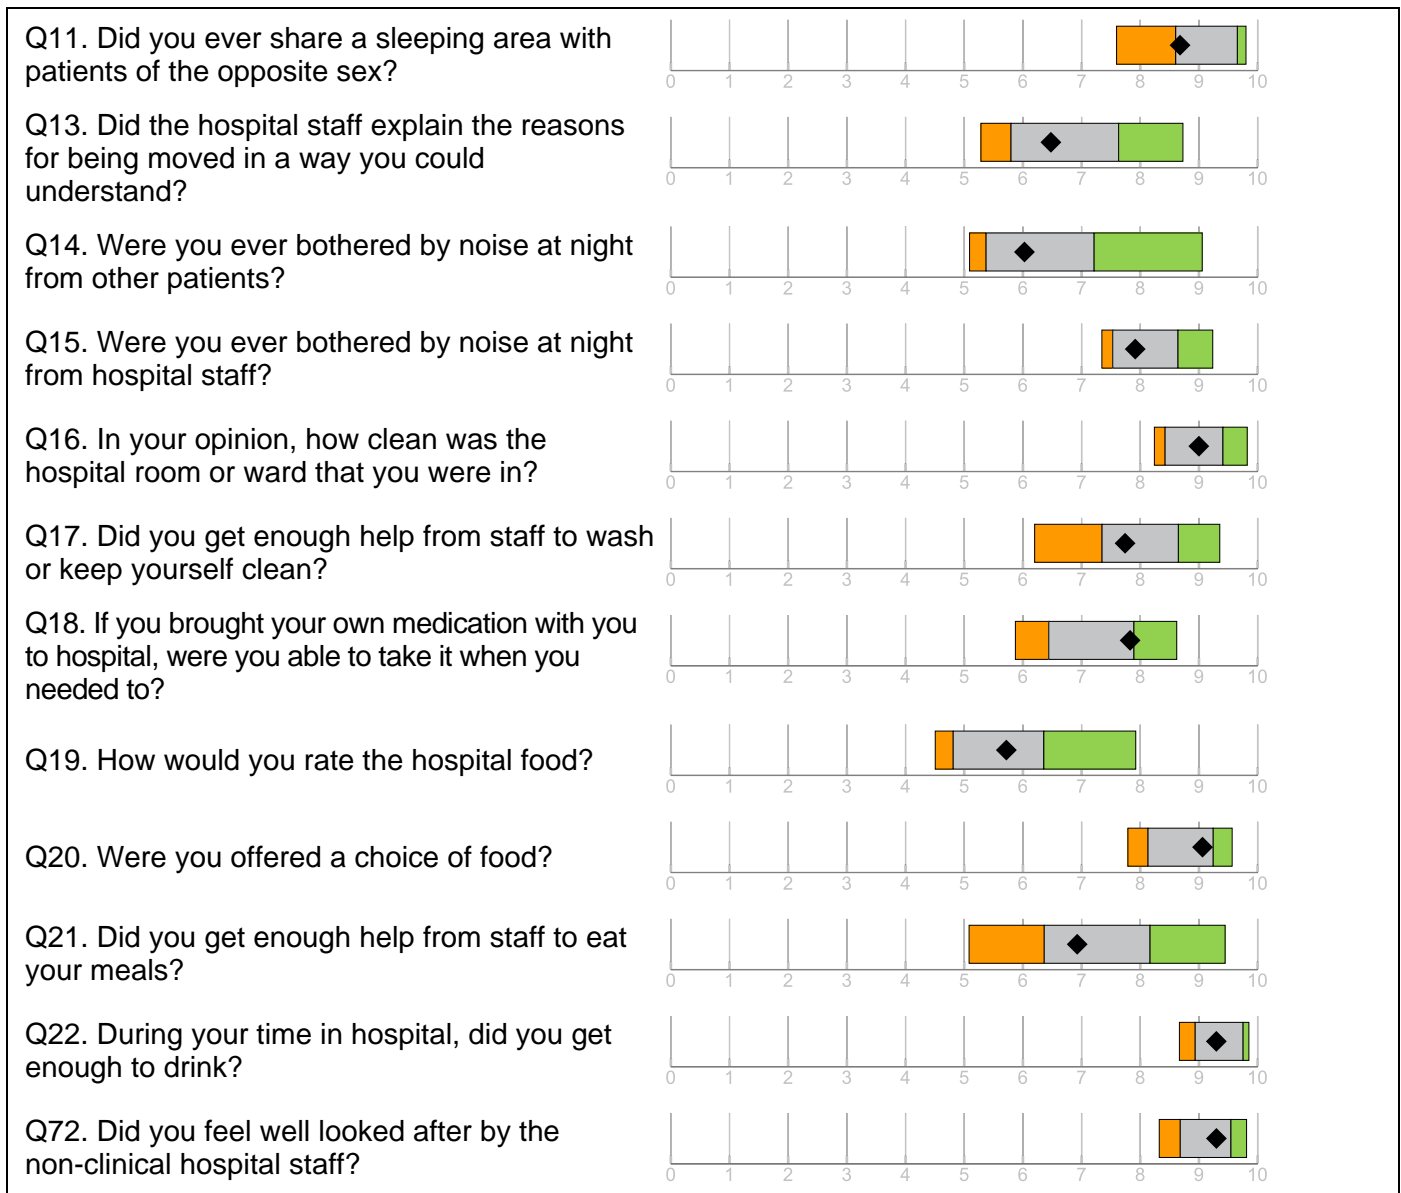 Q11. Did you ever share a sleeping area with
patients of the opposite sex?
0 1 2 3 4 5 6 7 8 9 10
Q13. Did the hospital staff explain the reasons
for being moved in a way you could
understand?
0 1 2 3 4 5 6 7 8 9 10
Q14. Were you ever bothered by noise at night
from other patients?
0 1 2 3 4 5 6 7 8 9 10
Q15. Were you ever bothered by noise at night
from hospital staff?
0 1 2 3 4 5 6 7 8 9 10
Q16. In your opinion, how clean was the
hospital room or ward that you were in?
0 1 2 3 4 5 6 7 8 9 10
Q17. Did you get enough help from staff to wash
or keep yourself clean?
0 1 2 3 4 5 6 7 8 9 10
Q18. If you brought your own medication with you
to hospital, were you able to take it when you
needed to?
0 1 2 3 4 5 6 7 8 9 10
Q19. How would you rate the hospital food?
0 1 2 3 4 5 6 7 8 9 10
Q20. Were you offered a choice of food?
0 1 2 3 4 5 6 7 8 9 10
Q21. Did you get enough help from staff to eat
your meals?
0 1 2 3 4 5 6 7 8 9 10
Q22. During your time in hospital, did you get
enough to drink?
0 1 2 3 4 5 6 7 8 9 10
Q72. Did you feel well looked after by the
non-clinical hospital staff?
0 1 2 3 4 5 6 7 8 9 10